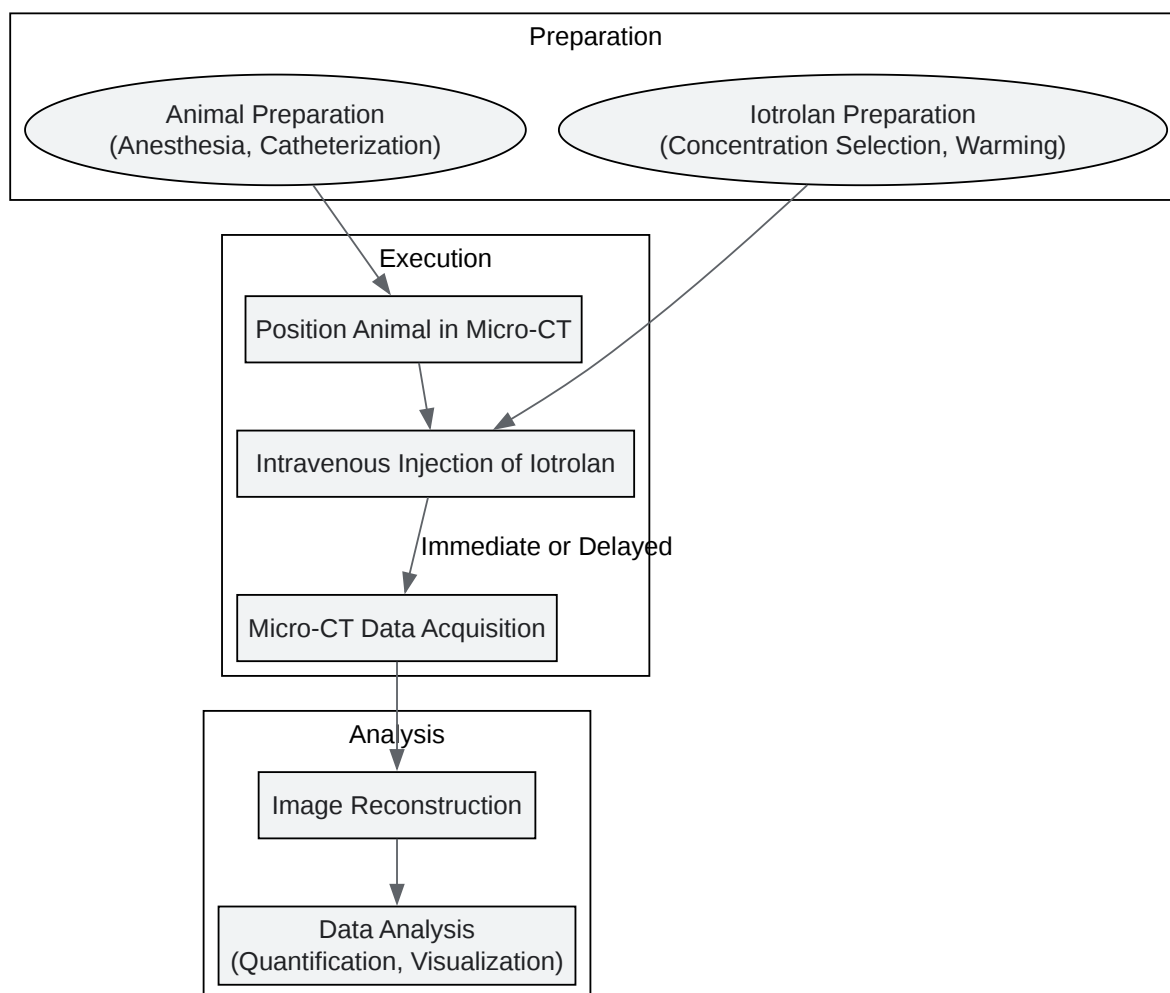 Preparation
Animal Preparation
(Anesthesia, Catheterization)
Iotrolan Preparation
(Concentration Selection, Warming)
Execution
Position Animal in Micro-CT
Intravenous Injection of Iotrolan
Immediate or Delayed
Micro-CT Data Acquisition
Analysis
Image Reconstruction
Data Analysis
(Quantification, Visualization)